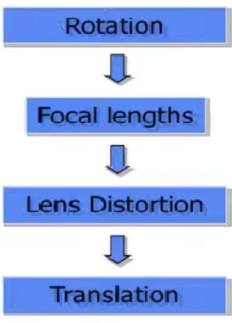 Rotation
Focal lengths
Lens Distortion
Translation